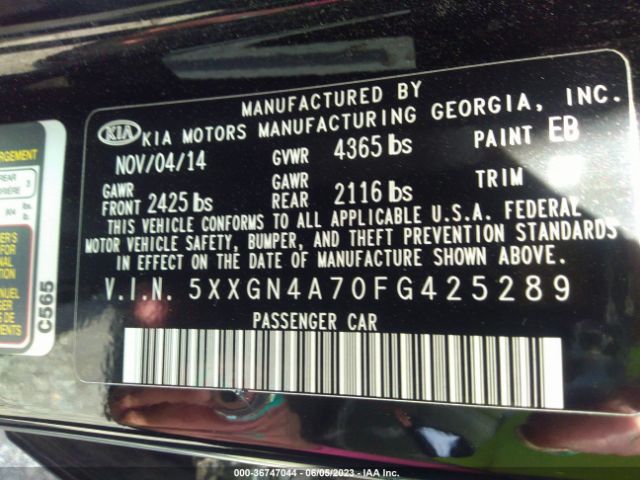 MANUFACTURED BY
KIA KIA MOTORS MANUFACTURING GEORGIA, INC.
NOV/04/14 GVWR 4365 lbs PAINT EB
GAWR FRONT 2425 lbs GAWR REAR 2116 lbs TRIM
THIS VEHICLE CONFORMS TO ALL APPLICABLE U.S.A. FEDERAL
MOTOR VEHICLE SAFETY, BUMPER, AND THEFT PREVENTION STANDARDS
IN EFFECT ON THE DATE OF MANUFACTURE SHOWN ABOVE.
V.I.N. 5XXGN4A70FG425289
PASSENGER CAR
C565
REAR
000-36747044 - 06/05/2023 - IAA Inc.